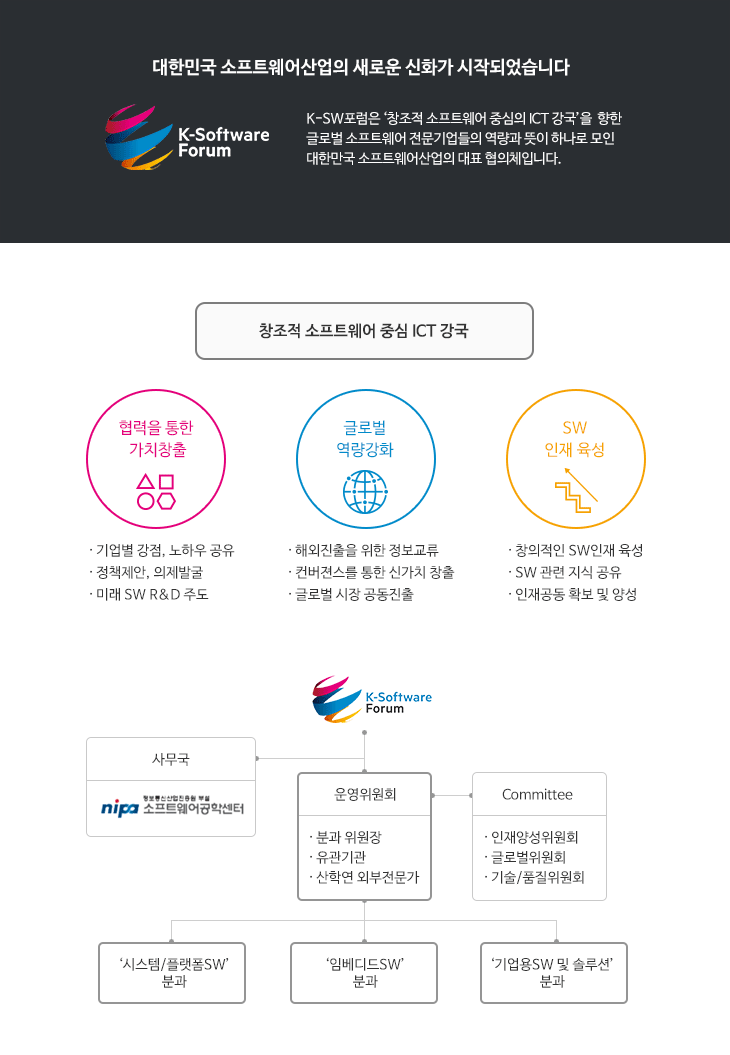 대한민국 소프트웨어산업의 새로운 신화가 시작되었습니다
K-Software
Forum
K-SW포럼은 ‘창조적 소프트웨어 중심의 ICT 강국’을 향한
글로벌 소프트웨어 전문기업들의 역량과 뜻이 하나로 모인
대한민국 소프트웨어산업의 대표 협의체입니다.
창조적 소프트웨어 중심 ICT 강국
협력을 통한
가치창출
· 기업별 강점, 노하우 공유
· 정책제안, 의제발굴
· 미래 SW R&D 주도
글로벌
역량강화
· 해외진출을 위한 정보교류
· 컨버젼스를 통한 신가치 창출
· 글로벌 시장 공동진출
SW
인재 육성
· 창의적인 SW인재 육성
· SW 관련 지식 공유
· 인재공동 확보 및 양성
K-Software
Forum
사무국
nipa
정보통신산업진흥원 부설
소프트웨어공학센터
운영위원회
· 분과 위원장
· 유관기관
· 산학연 외부전문가
Committee
· 인재양성위원회
· 글로벌위원회
· 기술/품질위원회
‘시스템/플랫폼SW’
분과
‘임베디드SW’
분과
‘기업용SW 및 솔루션’
분과